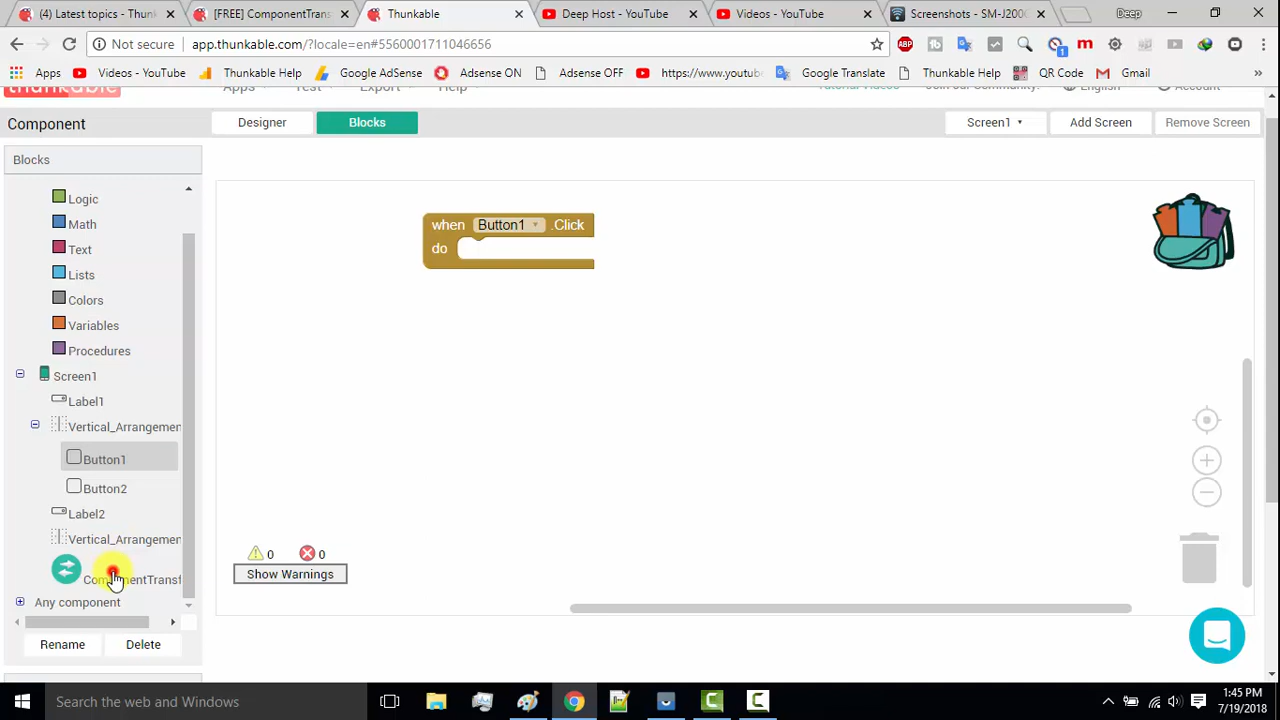 (4) Latest topics - Thunk
[FREE] ComponentTrans
Thunkable
Deep Host - YouTube
Videos - YouTube
Screenshots - SM-J200G
Deep
Not secure
app.thunkable.com/?locale=en#5560001711046656
Apps
Videos - YouTube
Thunkable Help
Google AdSense
Adsense ON
Adsense OFF
https://www.youtub
Google Translate
Thunkable Help
QR Code
Gmail
»
Component
Designer
Blocks
Screen1
Add Screen
Remove Screen
Blocks
Logic
Math
Text
Lists
Colors
Variables
Procedures
Screen1
Label1
Vertical_Arrangemen
Button1
Button2
Label2
Vertical_Arrangemen
ComponentTransf
Any component
Rename
Delete
when Button1 .Click
do
0
0
Show Warnings
Search the web and Windows
1:45 PM
7/19/2018